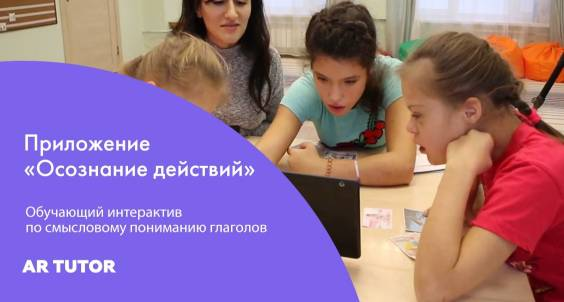 Приложение
«Осознание действий»
Обучающий интерактив
по смысловому пониманию глаголов
AR TUTOR